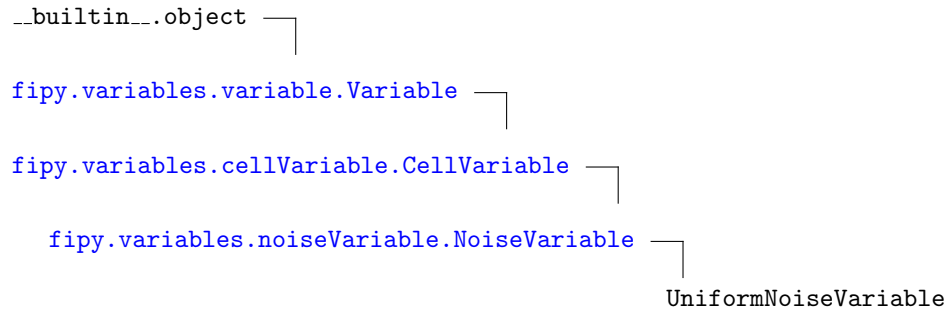 __builtin__.object
fipy.variables.variable.Variable
fipy.variables.cellVariable.CellVariable
fipy.variables.noiseVariable.NoiseVariable
UniformNoiseVariable